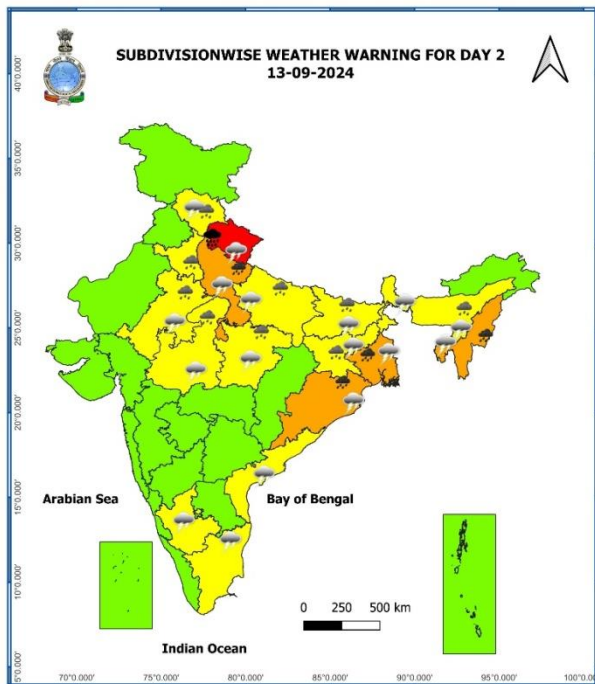 SUBDIVISIONWISE WEATHER WARNING FOR DAY 2
13-09-2024
40°0.000'
35°0.000'
30°0.000'
25°0.000'
20°0.000'
15°0.000'
10°0.000'
5°0.000'
Arabian Sea
Bay of Bengal
0 250 500 km
Indian Ocean
70°0.000' 75°0.000' 80°0.000' 85°0.000' 90°0.000' 95°0.000' 100°0.000'